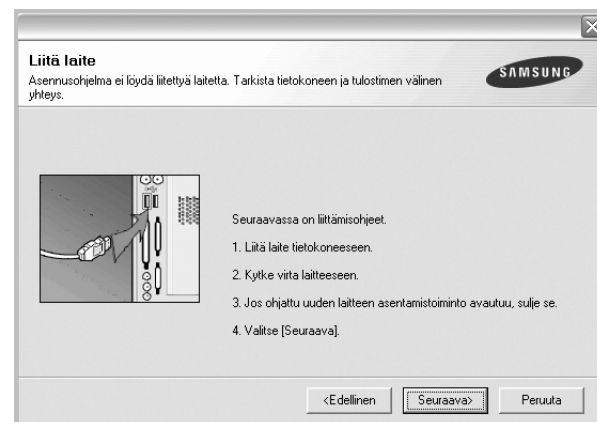 Liitä laite
Asennusohjelma ei löydä liitettyä laitetta. Tarkista tietokoneen ja tulostimen välinen
yhteys.
SAMSUNG
Seuraavassa on liittämisohjeet.
1. Liitä laite tietokoneeseen.
2. Kytke virta laitteeseen.
3. Jos ohjattu uuden laitteen asentamistoiminto avautuu, sulje se.
4. Valitse [Seuraava].
<Edellinen
Seuraava>
Peruuta